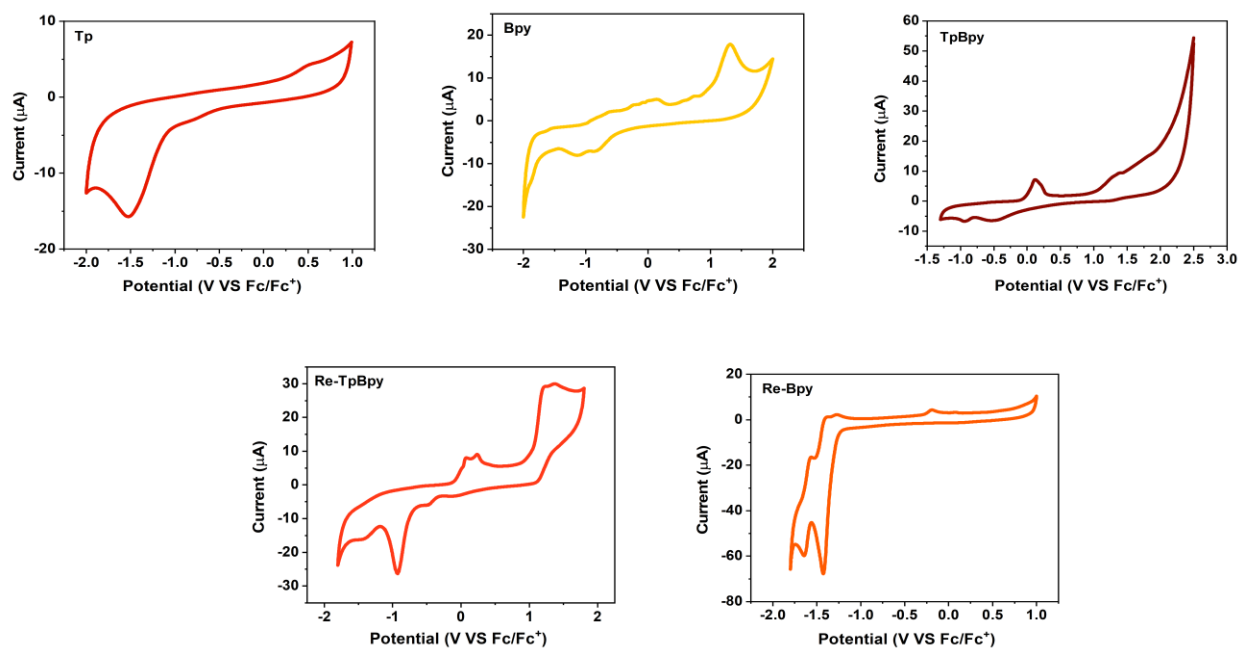 Tp
Current (μA)
10
0
-10
-20
-2.0 -1.5 -1.0 -0.5 0.0 0.5 1.0
Potential (V VS Fc/Fc⁺)
Bpy
Current (μA)
20
10
0
-10
-20
-30
-2 -1 0 1 2
Potential (V VS Fc/Fc⁺)
TpBpy
Current (μA)
60
50
40
30
20
10
0
-10
-1.5 -1.0 -0.5 0.0 0.5 1.0 1.5 2.0 2.5 3.0
Potential (V VS Fc/Fc⁺)
Re-TpBpy
Current (μA)
30
20
10
0
-10
-20
-30
-2 -1 0 1 2
Potential (V VS Fc/Fc⁺)
Re-Bpy
Current (μA)
20
0
-20
-40
-60
-80
-2.0 -1.5 -1.0 -0.5 0.0 0.5 1.0
Potential (V VS Fc/Fc⁺)